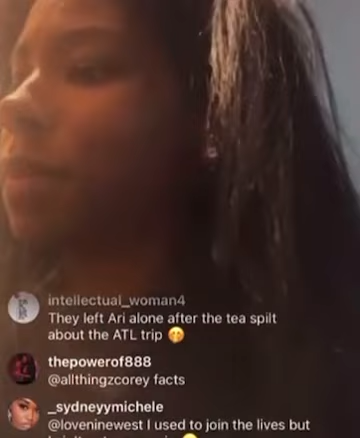 intellectual_woman4
They left Ari alone after the tea spilt
about the ATL trip 🤭
thepowerof888
@allthingzcorey facts
_sydneyymichele
@loveninewest I used to join the lives but